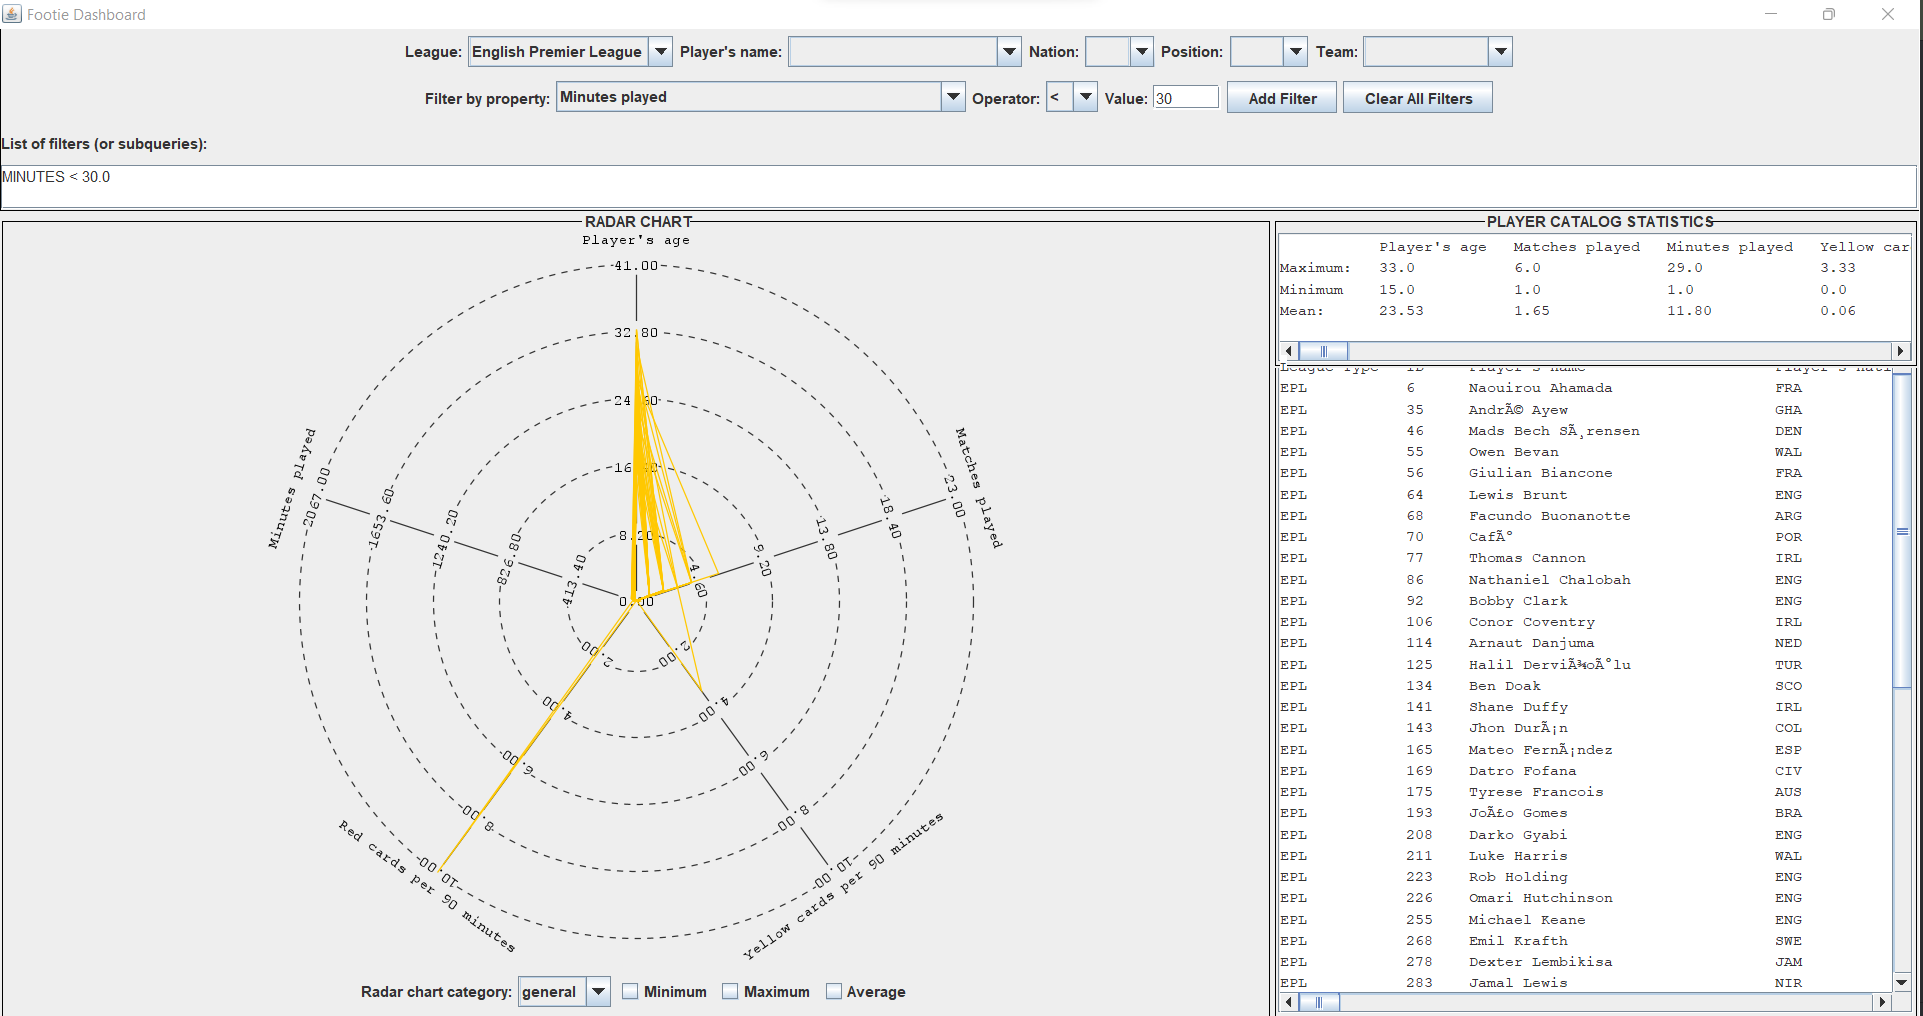 Footie Dashboard
League: English Premier League Player's name: Nation: Position: Team:
Filter by property: Minutes played Operator: < Value: 30 Add Filter Clear All Filters
List of filters (or subqueries):
MINUTES < 30.0
RADAR CHART
Player's age
41.00
32.80
24.60
16.40
8.20
0.00
Matches played
23.00
18.40
13.80
9.20
4.60
Minutes played
2067.00
1653.60
1240.20
826.80
413.40
Red cards per 90 minutes
10.00
8.00
6.00
4.00
2.00
Yellow cards per 90 minutes
10.00
8.00
6.00
4.00
2.00
Radar chart category: general Minimum Maximum Average
PLAYER CATALOG STATISTICS
Player's age Matches played Minutes played Yellow car
Maximum: 33.0 6.0 29.0 3.33
Minimum 15.0 1.0 1.0 0.0
Mean: 23.53 1.65 11.80 0.06
League Type ID Player's name Player's nati
EPL 6 Naouirou Ahamada FRA
EPL 35 AndrÃ© Ayew GHA
EPL 46 Mads Bech SÃ¸rensen DEN
EPL 55 Owen Bevan WAL
EPL 56 Giulian Biancone FRA
EPL 64 Lewis Brunt ENG
EPL 68 Facundo Buonanotte ARG
EPL 70 CafÃº POR
EPL 77 Thomas Cannon IRL
EPL 86 Nathaniel Chalobah ENG
EPL 92 Bobby Clark ENG
EPL 106 Conor Coventry IRL
EPL 114 Arnaut Danjuma NED
EPL 125 Halil DerviÃ¾oÃ°lu TUR
EPL 134 Ben Doak SCO
EPL 141 Shane Duffy IRL
EPL 143 Jhon DurÃ¡n COL
EPL 165 Mateo FernÃ¡ndez ESP
EPL 169 Datro Fofana CIV
EPL 175 Tyrese Francois AUS
EPL 193 JoÃ£o Gomes BRA
EPL 208 Darko Gyabi ENG
EPL 211 Luke Harris WAL
EPL 223 Rob Holding ENG
EPL 226 Omari Hutchinson ENG
EPL 255 Michael Keane ENG
EPL 268 Emil Krafth SWE
EPL 278 Dexter Lembikisa JAM
EPL 283 Jamal Lewis NIR